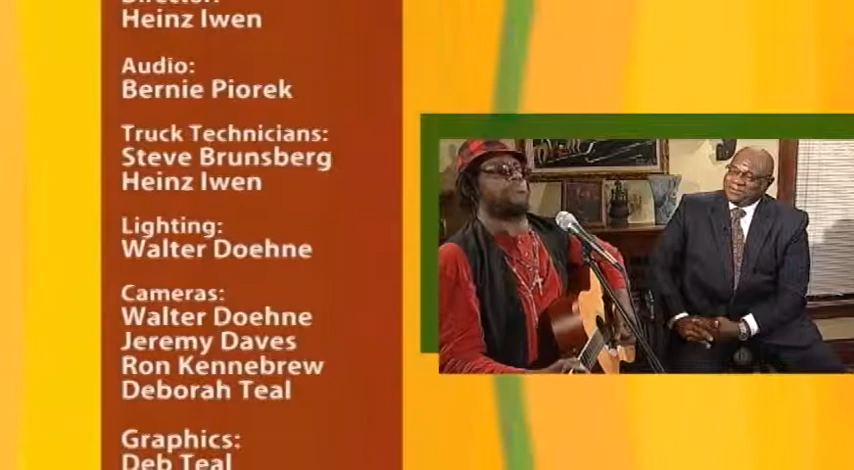 Director:
Heinz Iwen
Audio:
Bernie Piorek
Truck Technicians:
Steve Brunsberg
Heinz Iwen
Lighting:
Walter Doehne
Cameras:
Walter Doehne
Jeremy Daves
Ron Kennebrew
Deborah Teal
Graphics:
Deb Teal